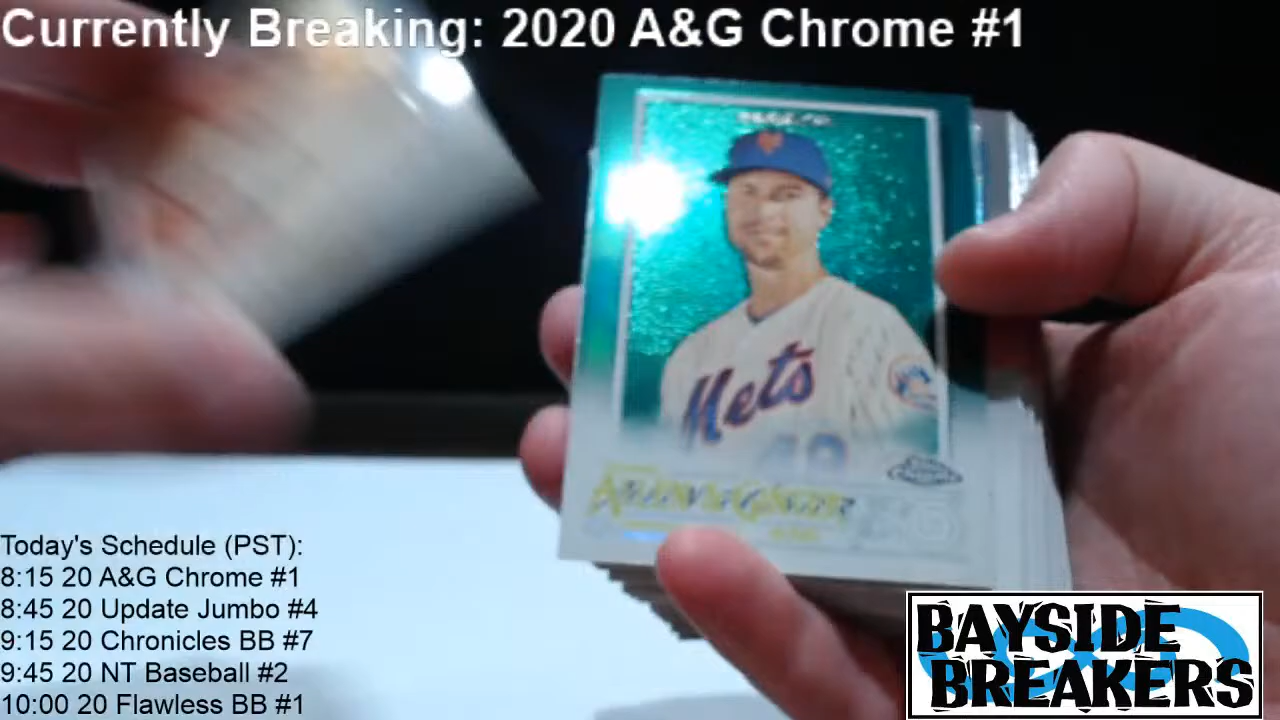 Currently Breaking: 2020 A&G Chrome #1
Mets
ALLEN & GINTER
Today's Schedule (PST):
8:15 20 A&G Chrome #1
8:45 20 Update Jumbo #4
9:15 20 Chronicles BB #7
9:45 20 NT Baseball #2
10:00 20 Flawless BB #1
BAYSIDE
BREAKERS